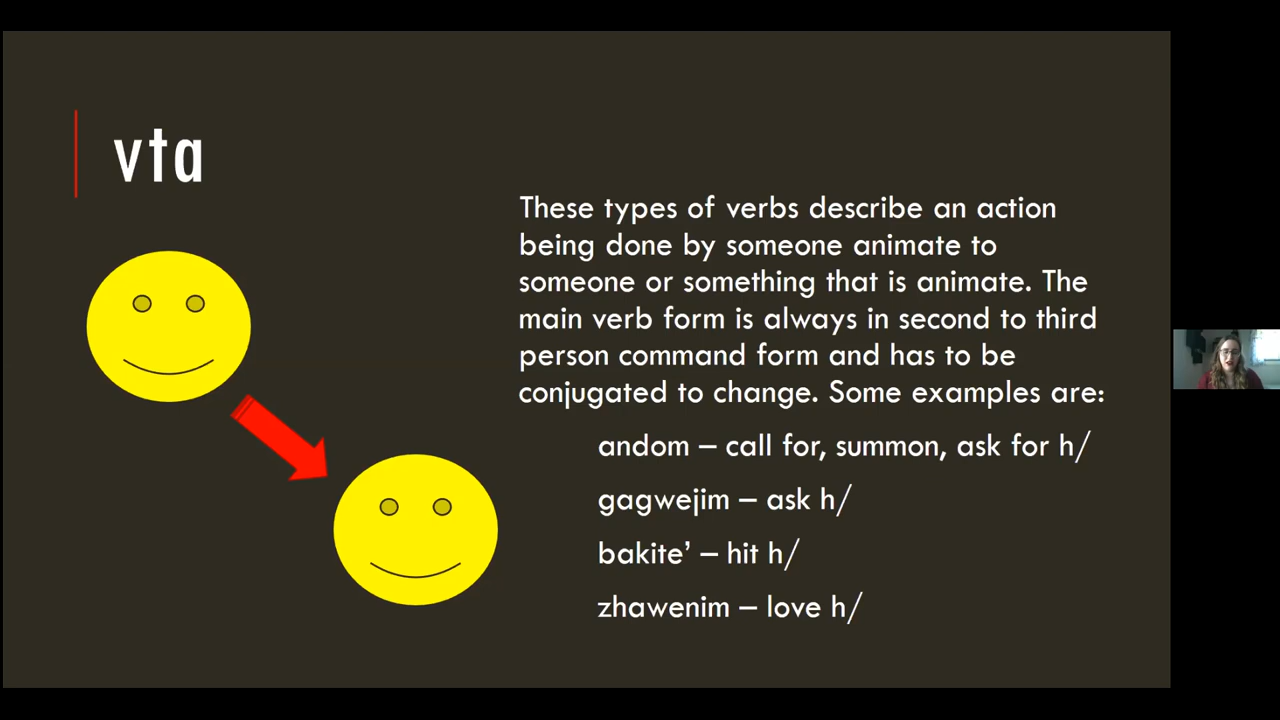 vta
These types of verbs describe an action
being done by someone animate to
someone or something that is animate. The
main verb form is always in second to third
person command form and has to be
conjugated to change. Some examples are:
andom – call for, summon, ask for h/
gagwejim – ask h/
bakite’ – hit h/
zhawenim – love h/